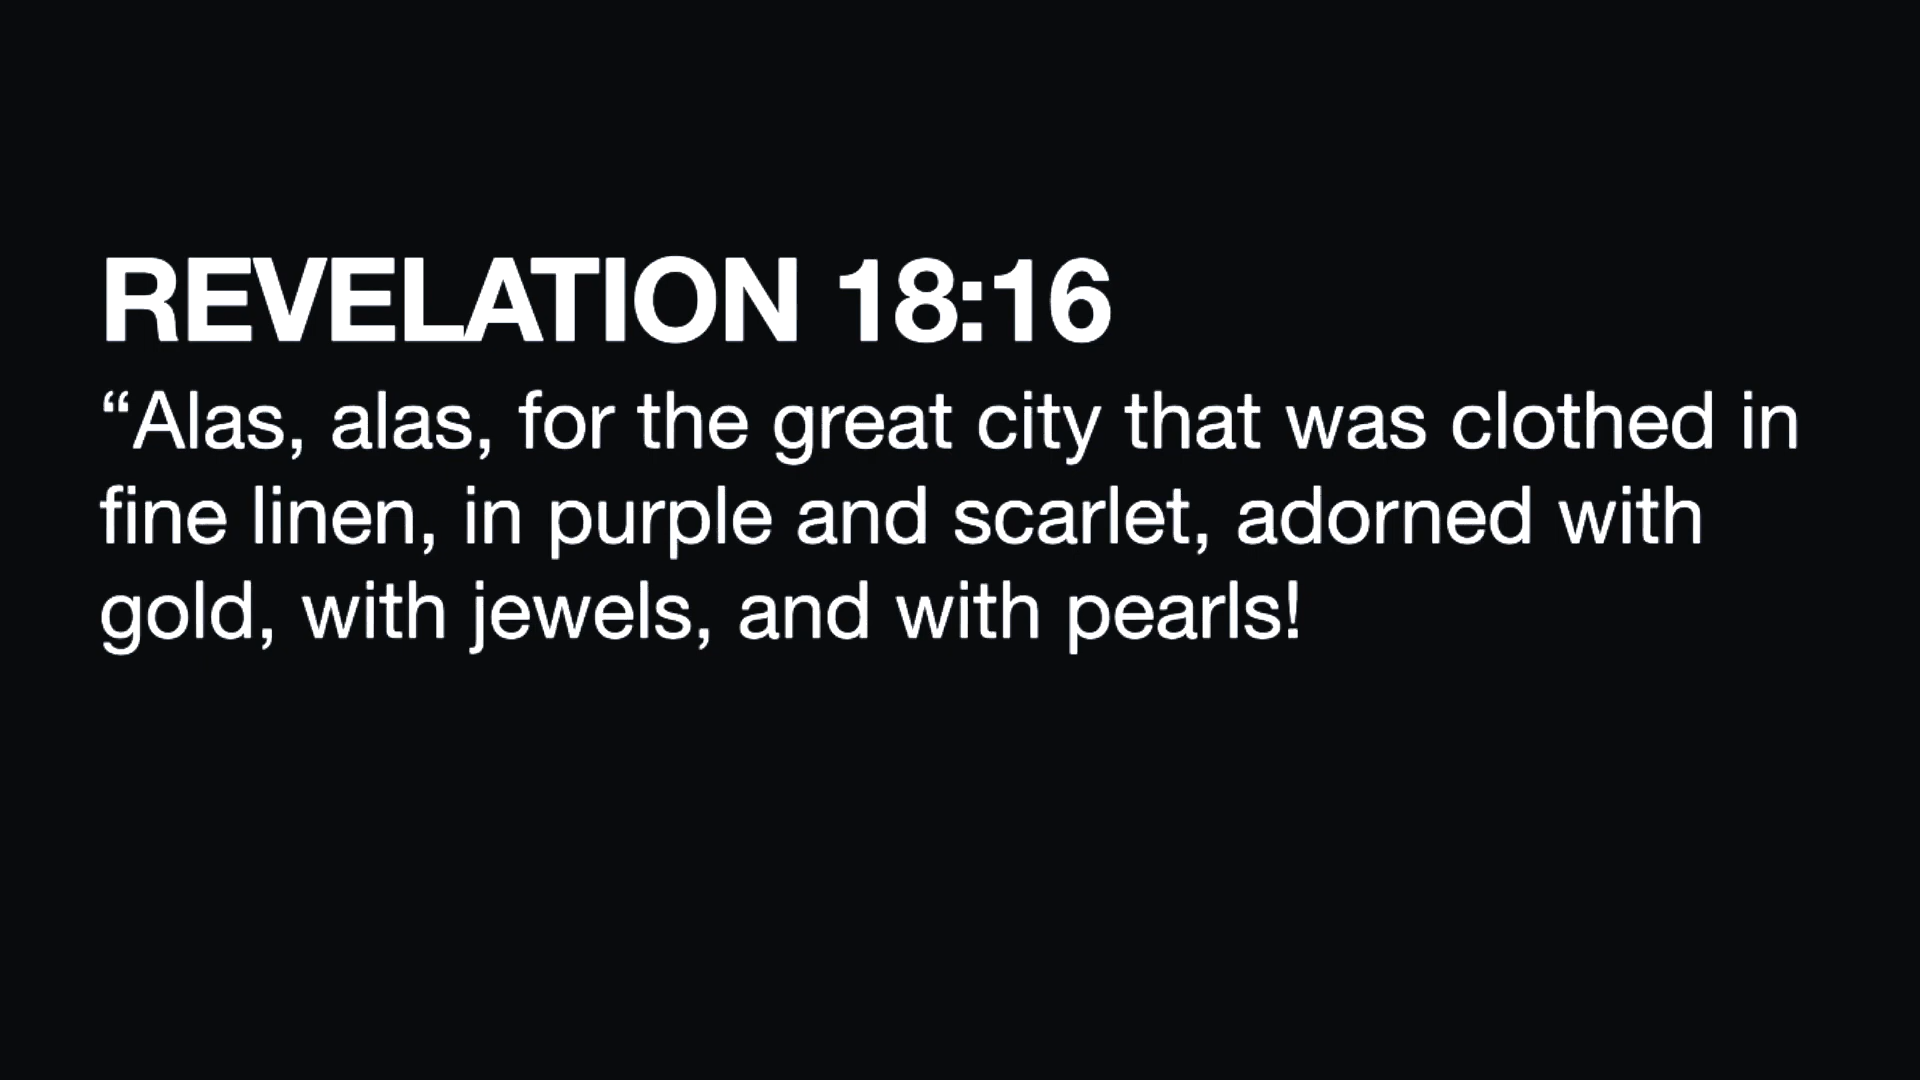 REVELATION 18:16
“Alas, alas, for the great city that was clothed in
fine linen, in purple and scarlet, adorned with
gold, with jewels, and with pearls!